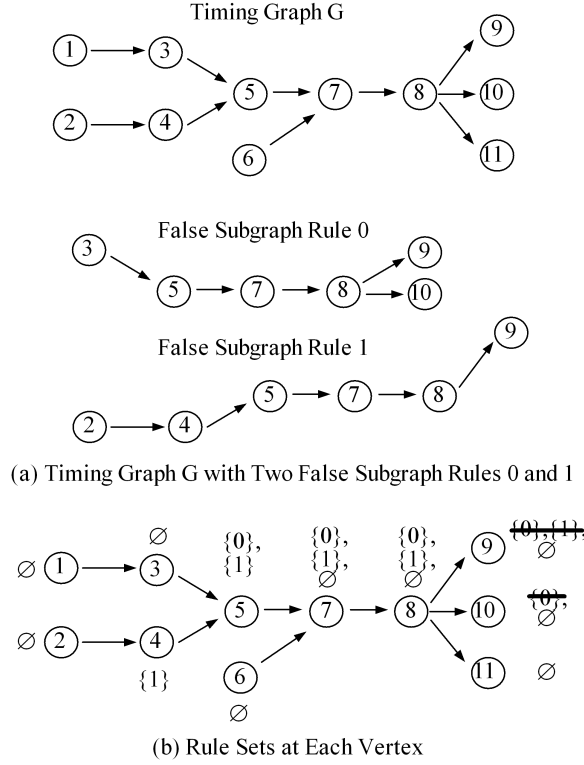 Timing Graph G
1 3 5 7 8 9
2 4 10
6 11
False Subgraph Rule 0
3 9
5 7 8 10
False Subgraph Rule 1
9
5 7 8
2 4
(a) Timing Graph G with Two False Subgraph Rules 0 and 1
∅ {0}, {0}, {0}, {0},{1},
{1} {1}, {1}, 9 ∅
∅ 1 3 ∅ ∅ {0},
∅ 2 4 5 7 8 10 ∅
{1} 6 11 ∅
∅
(b) Rule Sets at Each Vertex